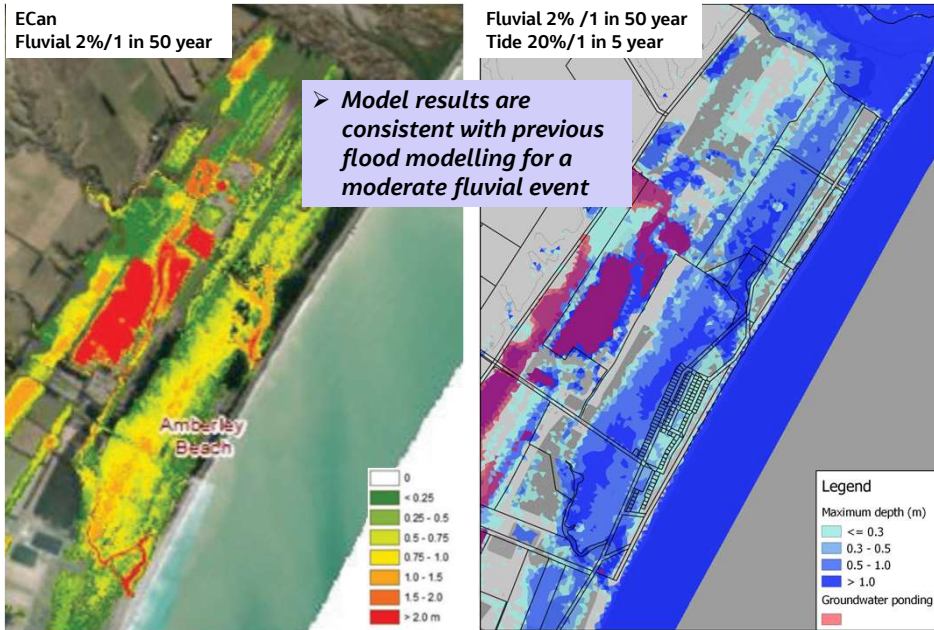 ECan
Fluvial 2%/1 in 50 year
Fluvial 2% /1 in 50 year
Tide 20%/1 in 5 year
➢ Model results are
consistent with previous
flood modelling for a
moderate fluvial event
Amberley
Beach
0
< 0.25
0.25 - 0.5
0.5 - 0.75
0.75 - 1.0
1.0 - 1.5
1.5 - 2.0
> 2.0 m
Legend
Maximum depth (m)
<= 0.3
0.3 - 0.5
0.5 - 1.0
> 1.0
Groundwater ponding